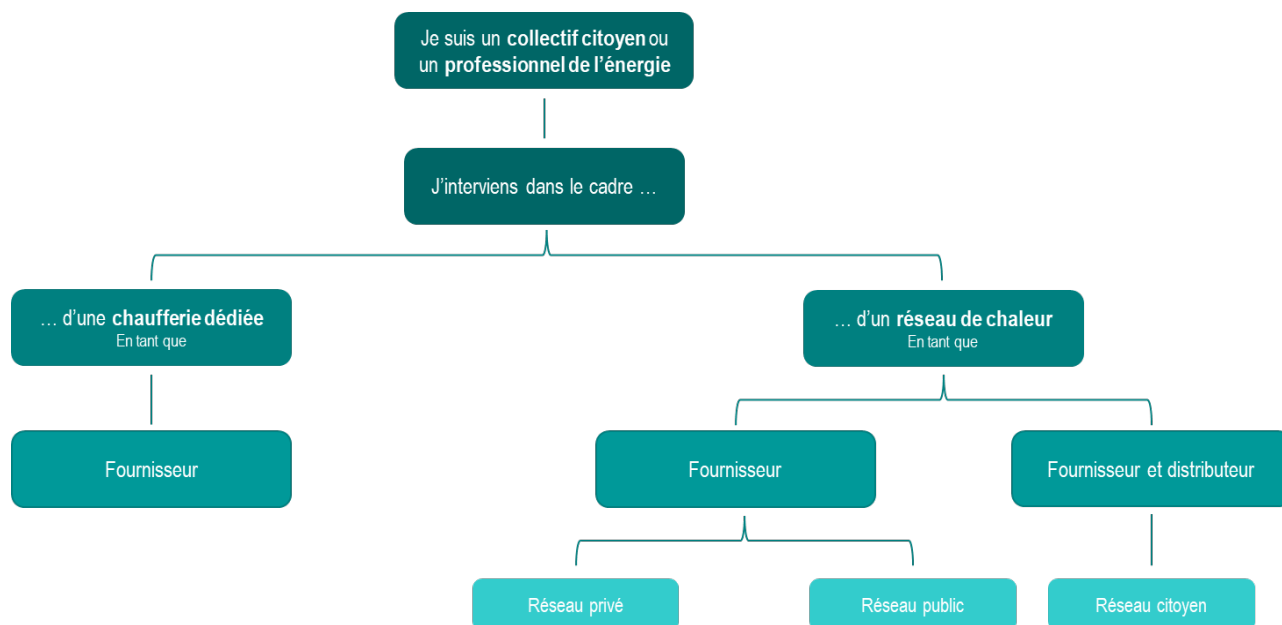 Je suis un collectif citoyen ou
un professionnel de l’énergie
J’interviens dans le cadre …
… d’une chaufferie dédiée
En tant que
… d’un réseau de chaleur
En tant que
Fournisseur
Fournisseur
Fournisseur et distributeur
Réseau privé
Réseau public
Réseau citoyen